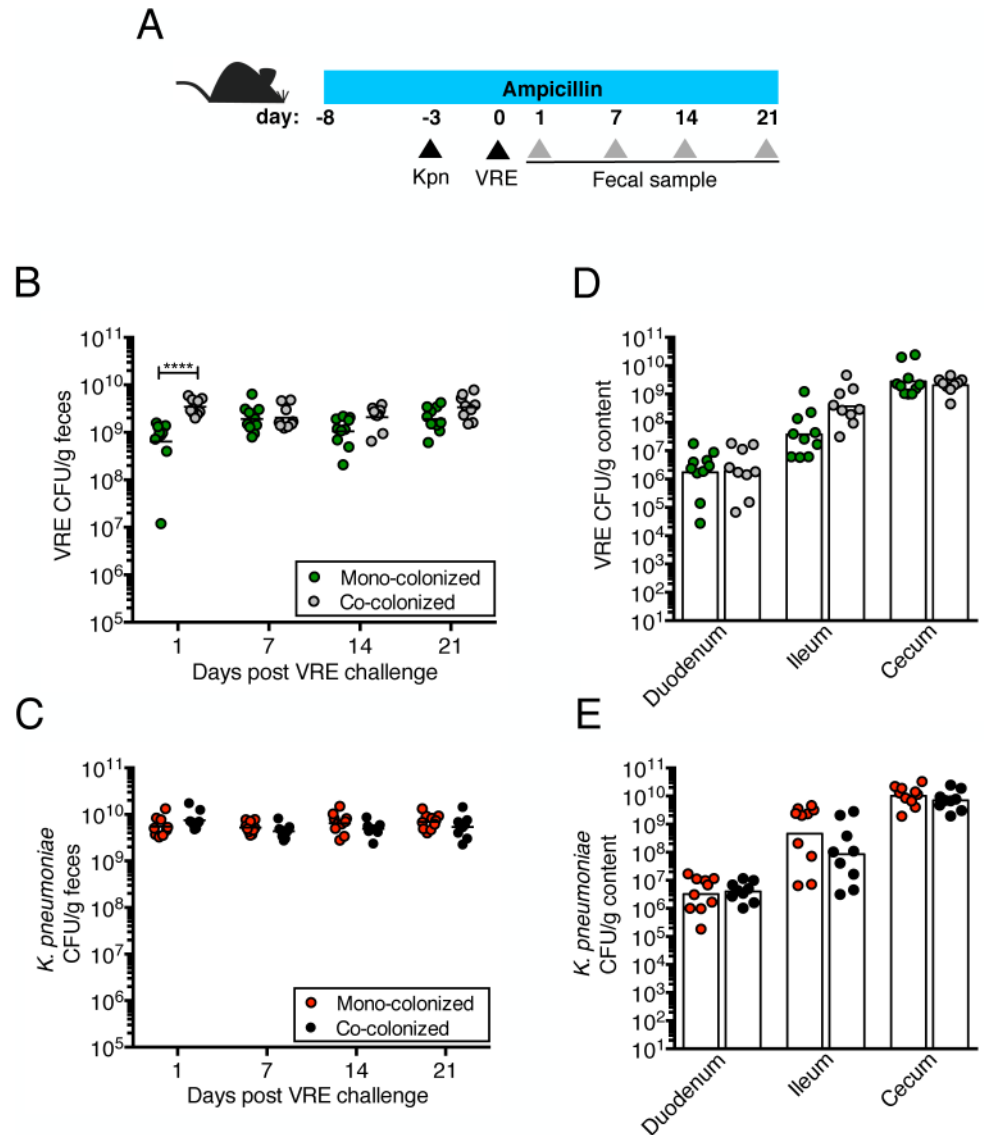 A
Ampicillin
day: -8 -3 0 1 7 14 21
Kpn VRE Fecal sample
B
VRE CFU/g feces
10¹¹
10¹⁰
10⁹
10⁸
10⁷
10⁶
10⁵
****
Mono-colonized
Co-colonized
1 7 14 21
Days post VRE challenge
D
VRE CFU/g content
10¹¹
10¹⁰
10⁹
10⁸
10⁷
10⁶
10⁵
10⁴
10³
10²
10¹
Duodenum
Ileum
Cecum
C
K. pneumoniae
CFU/g feces
10¹¹
10¹⁰
10⁹
10⁸
10⁷
10⁶
10⁵
Mono-colonized
Co-colonized
1 7 14 21
Days post VRE challenge
E
K. pneumoniae
CFU/g content
10¹¹
10¹⁰
10⁹
10⁸
10⁷
10⁶
10⁵
10⁴
10³
10²
10¹
Duodenum
Ileum
Cecum